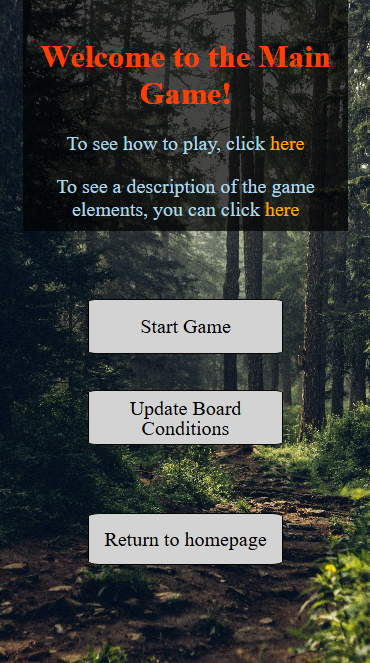 Welcome to the Main
Game!
To see how to play, click here
To see a description of the game
elements, you can click here
Start Game
Update Board
Conditions
Return to homepage